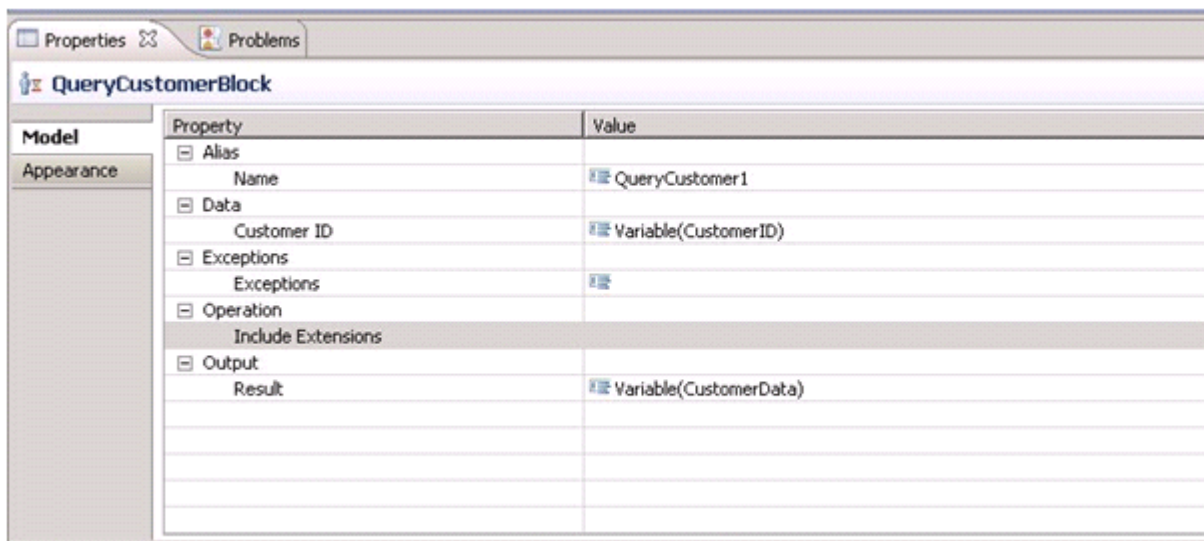 Properties Problems
QueryCustomerBlock
Model
Appearance
Property Value
Alias
Name QueryCustomer1
Data
Customer ID Variable(CustomerID)
Exceptions
Exceptions
Operation
Include Extensions
Output
Result Variable(CustomerData)